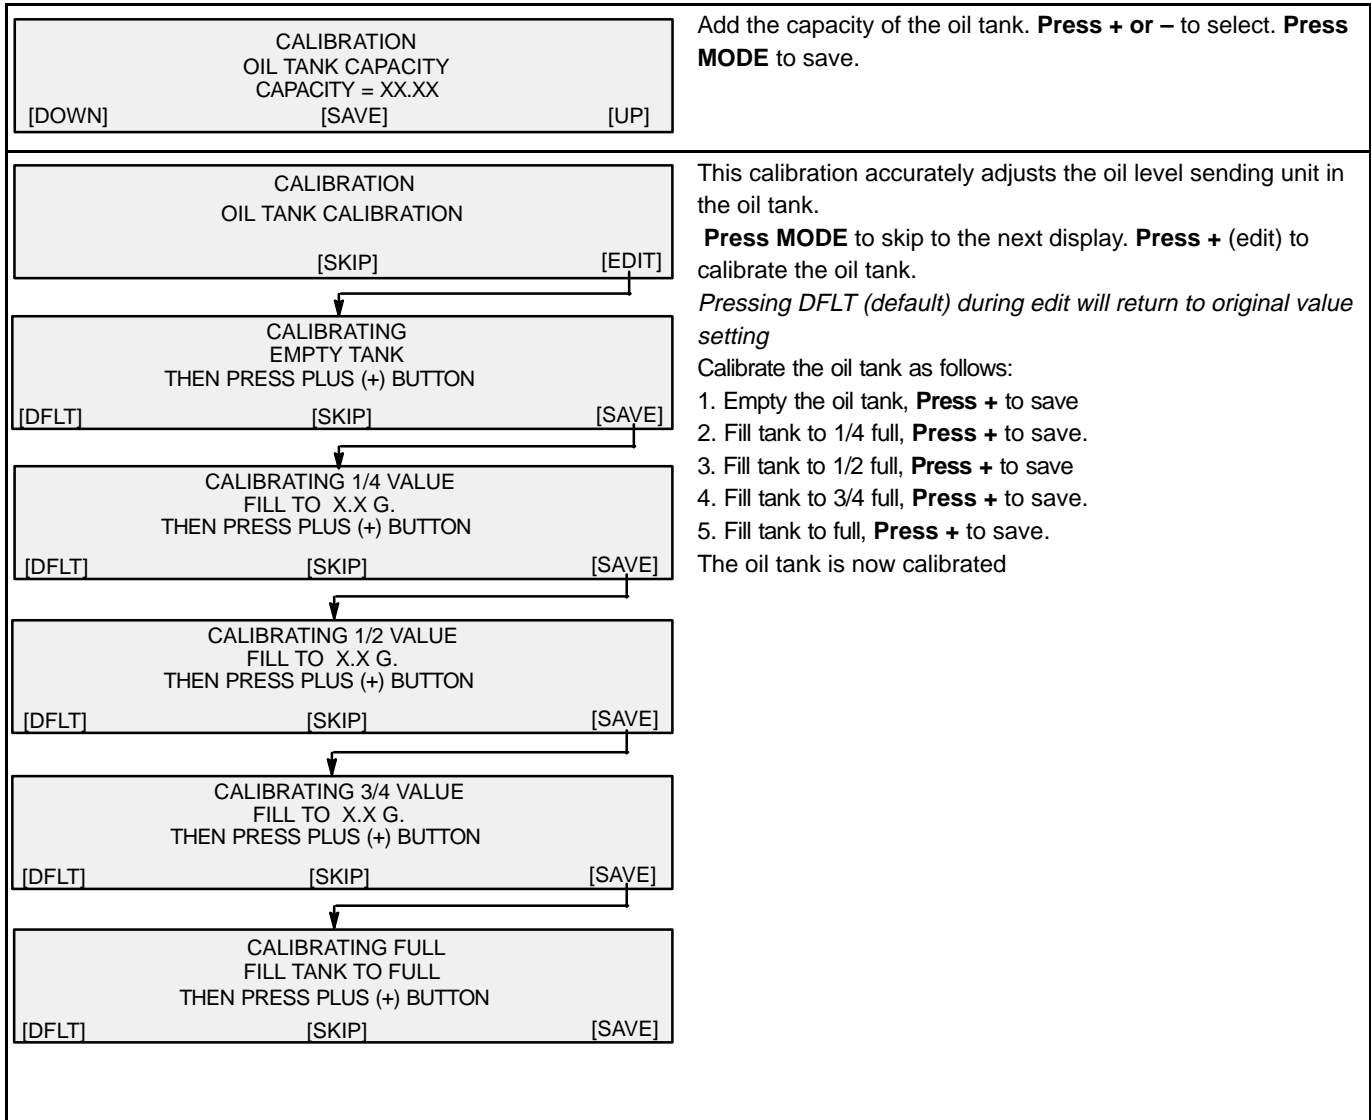 CALIBRATION
OIL TANK CAPACITY
CAPACITY = XX.XX
[DOWN] [SAVE] [UP]
Add the capacity of the oil tank. Press + or – to select. Press
MODE to save.
CALIBRATION
OIL TANK CALIBRATION
[SKIP] [EDIT]
CALIBRATING
EMPTY TANK
THEN PRESS PLUS (+) BUTTON
[DFLT] [SKIP] [SAVE]
CALIBRATING 1/4 VALUE
FILL TO X.X G.
THEN PRESS PLUS (+) BUTTON
[DFLT] [SKIP] [SAVE]
CALIBRATING 1/2 VALUE
FILL TO X.X G.
THEN PRESS PLUS (+) BUTTON
[DFLT] [SKIP] [SAVE]
CALIBRATING 3/4 VALUE
FILL TO X.X G.
THEN PRESS PLUS (+) BUTTON
[DFLT] [SKIP] [SAVE]
CALIBRATING FULL
FILL TANK TO FULL
THEN PRESS PLUS (+) BUTTON
[DFLT] [SKIP] [SAVE]
This calibration accurately adjusts the oil level sending unit in
the oil tank.
Press MODE to skip to the next display. Press + (edit) to
calibrate the oil tank.
Pressing DFLT (default) during edit will return to original value
setting
Calibrate the oil tank as follows:
1. Empty the oil tank, Press + to save
2. Fill tank to 1/4 full, Press + to save.
3. Fill tank to 1/2 full, Press + to save
4. Fill tank to 3/4 full, Press + to save.
5. Fill tank to full, Press + to save.
The oil tank is now calibrated